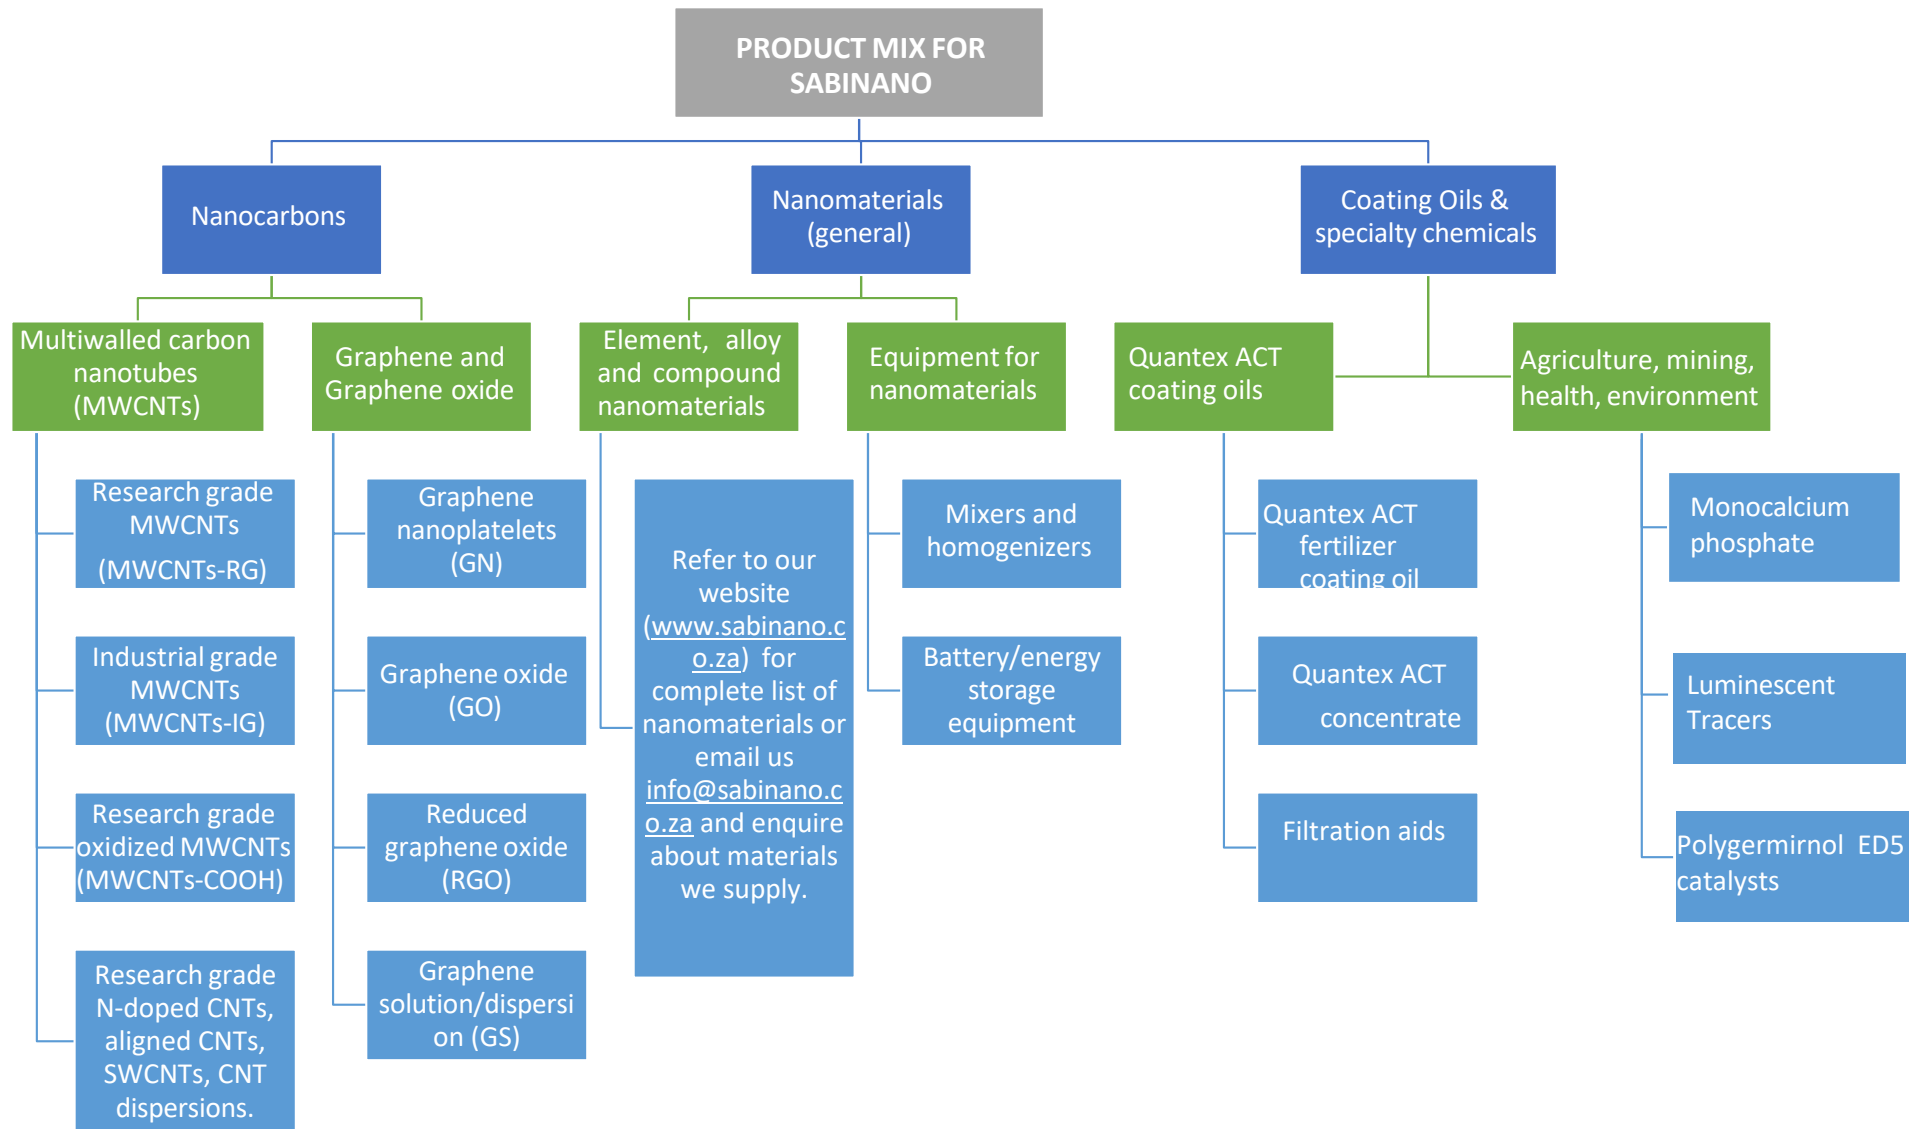 PRODUCT MIX FOR
SABINANO
Nanocarbons
Nanomaterials
(general)
Coating Oils &
specialty chemicals
Multiwalled carbon
nanotubes
(MWCNTs)
Graphene and
Graphene oxide
Element, alloy
and compound
nanomaterials
Equipment for
nanomaterials
Quantex ACT
coating oils
Agriculture, mining,
health, environment
Research grade
MWCNTs
(MWCNTs-RG)
Industrial grade
MWCNTs
(MWCNTs-IG)
Research grade
oxidized MWCNTs
(MWCNTs-COOH)
Research grade
N-doped CNTs,
aligned CNTs,
SWCNTs, CNT
dispersions.
Graphene
nanoplatelets
(GN)
Graphene oxide
(GO)
Reduced
graphene oxide
(RGO)
Graphene
solution/dispersi
on (GS)
Refer to our
website
(www.sabinano.c
o.za) for
complete list of
nanomaterials or
email us
info@sabinano.c
o.za and enquire
about materials
we supply.
Mixers and
homogenizers
Battery/energy
storage
equipment
Quantex ACT
fertilizer
coating oil
Quantex ACT
concentrate
Filtration aids
Monocalcium
phosphate
Luminescent
Tracers
Polygermirnol ED5
catalysts